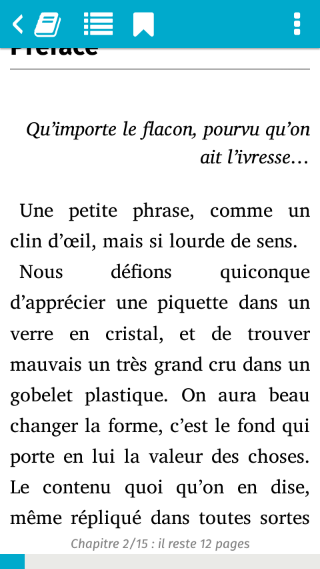 Préface
Qu'importe le flacon, pourvu qu'on
ait l'ivresse…
Une petite phrase, comme un
clin d'œil, mais si lourde de sens.
Nous défions quiconque
d'apprécier une piquette dans un
verre en cristal, et de trouver
mauvais un très grand cru dans un
gobelet plastique. On aura beau
changer la forme, c'est le fond qui
porte en lui la valeur des choses.
Le contenu quoi qu'on en dise,
même répliqué dans toutes sortes
Chapitre 2/15 : il reste 12 pages